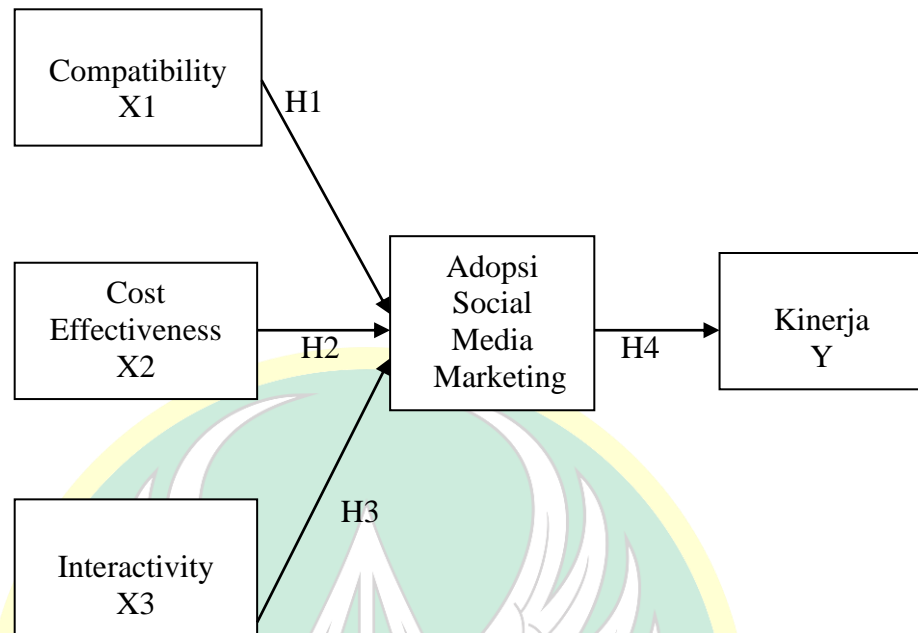 Compatibility
X1
H1
Cost
Effectiveness
X2
H2
Adopsi
Social
Media
Marketing
H4
Kinerja
Y
H3
Interactivity
X3